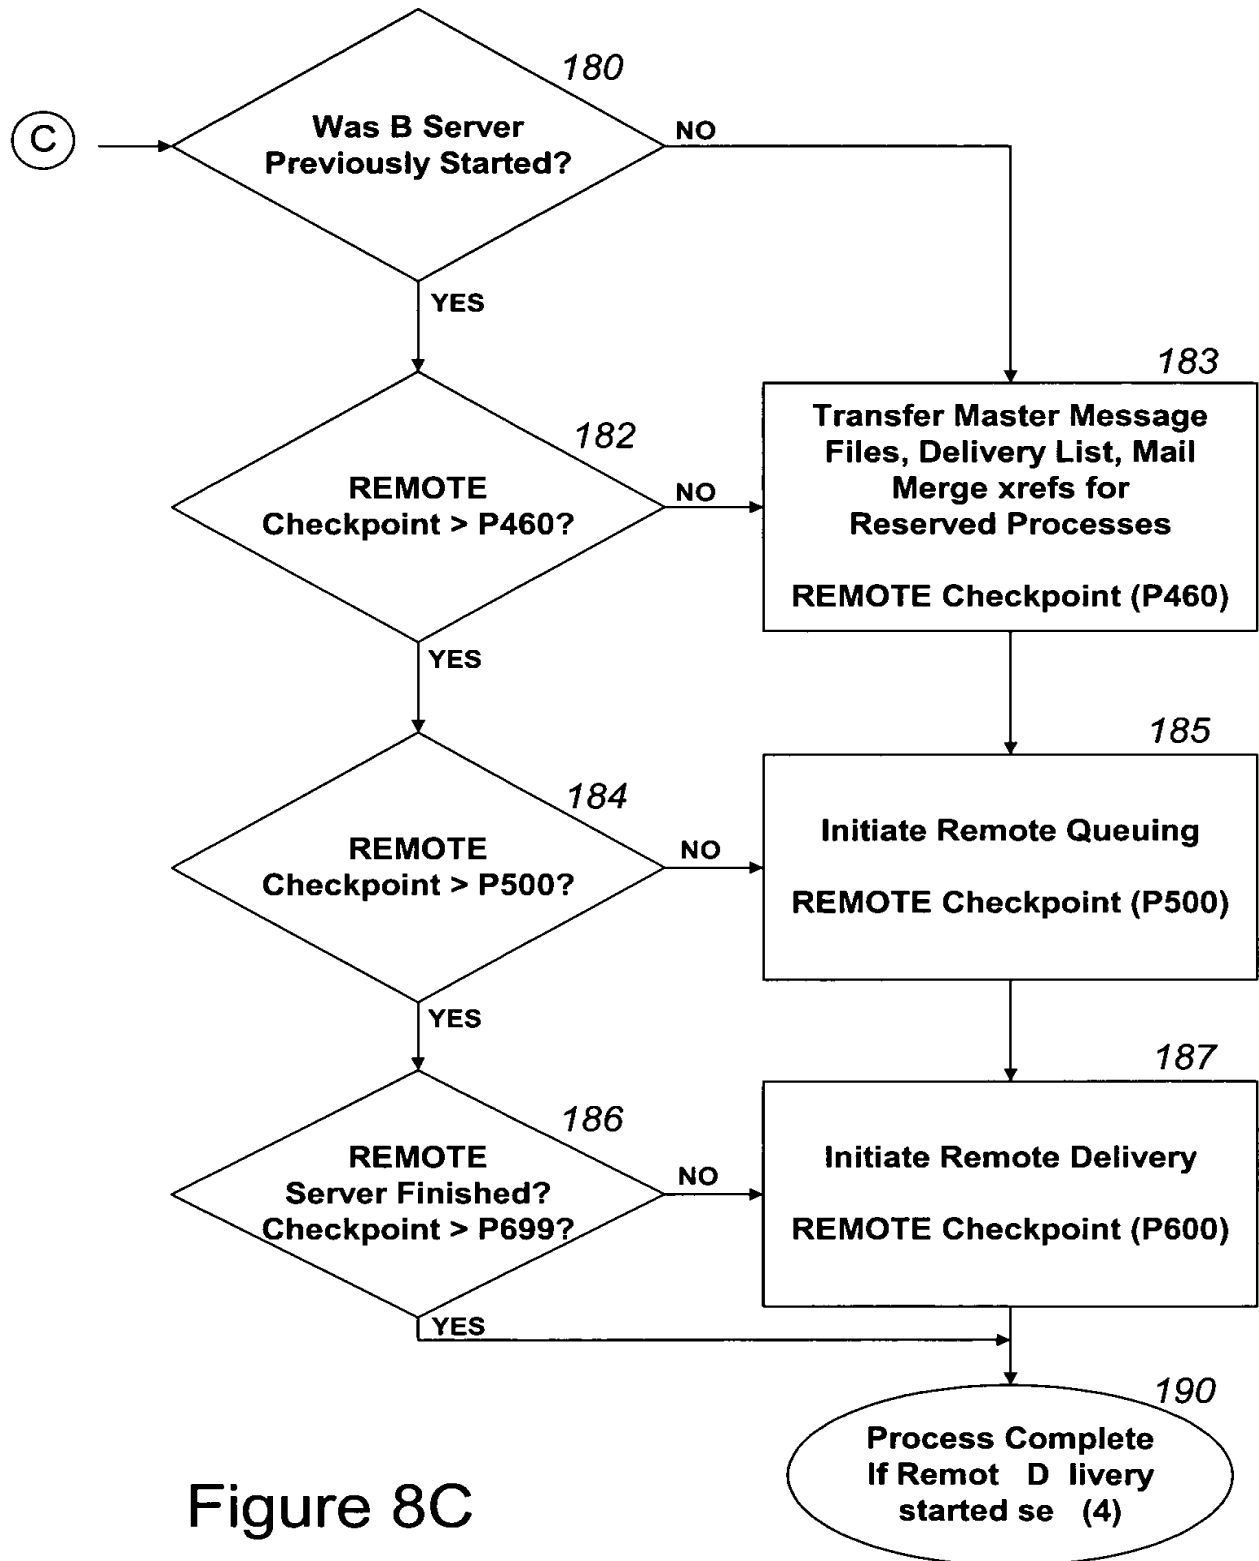 180
C
Was B Server
Previously Started?
NO
YES
183
182
REMOTE
Checkpoint > P460?
NO
Transfer Master Message
Files, Delivery List, Mail
Merge xrefs for
Reserved Processes
REMOTE Checkpoint (P460)
YES
185
184
REMOTE
Checkpoint > P500?
NO
Initiate Remote Queuing
REMOTE Checkpoint (P500)
YES
187
186
REMOTE
Server Finished?
Checkpoint > P699?
NO
Initiate Remote Delivery
REMOTE Checkpoint (P600)
YES
190
Process Complete
If Remot D livery
started se (4)
Figure 8C